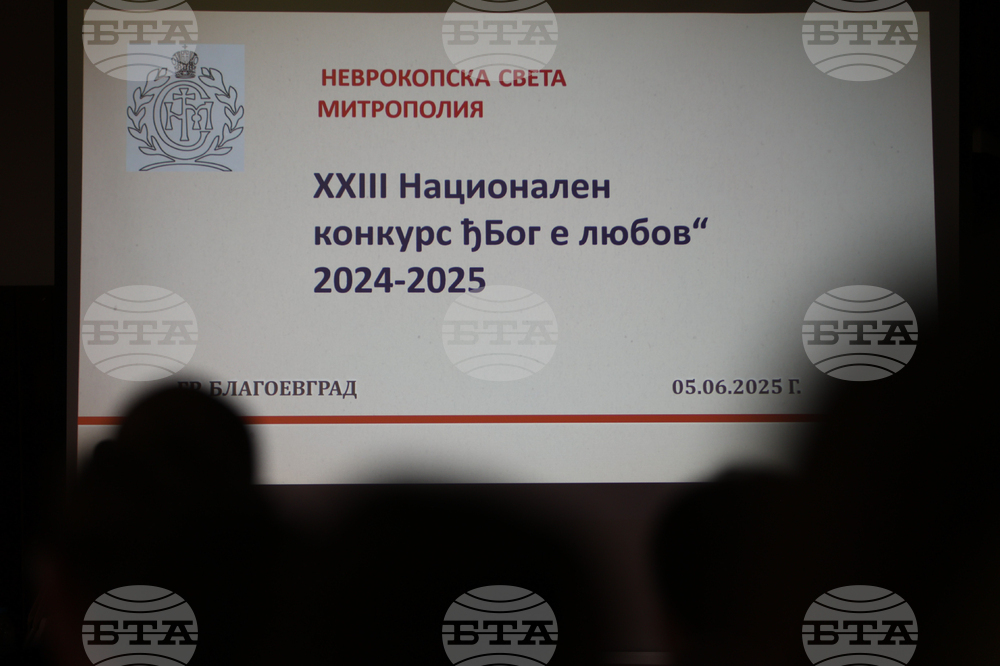 БТА БТА БТА
НЕВРОКОПСКА СВЕТА
МИТРОПОЛИЯ
XXIII Национален
конкурс ђБог е любов“
2024-2025
БТА БТА БТА
ГР. БЛАГОЕВГРАД 05.06.2025 Г.
БТА БТА БТА